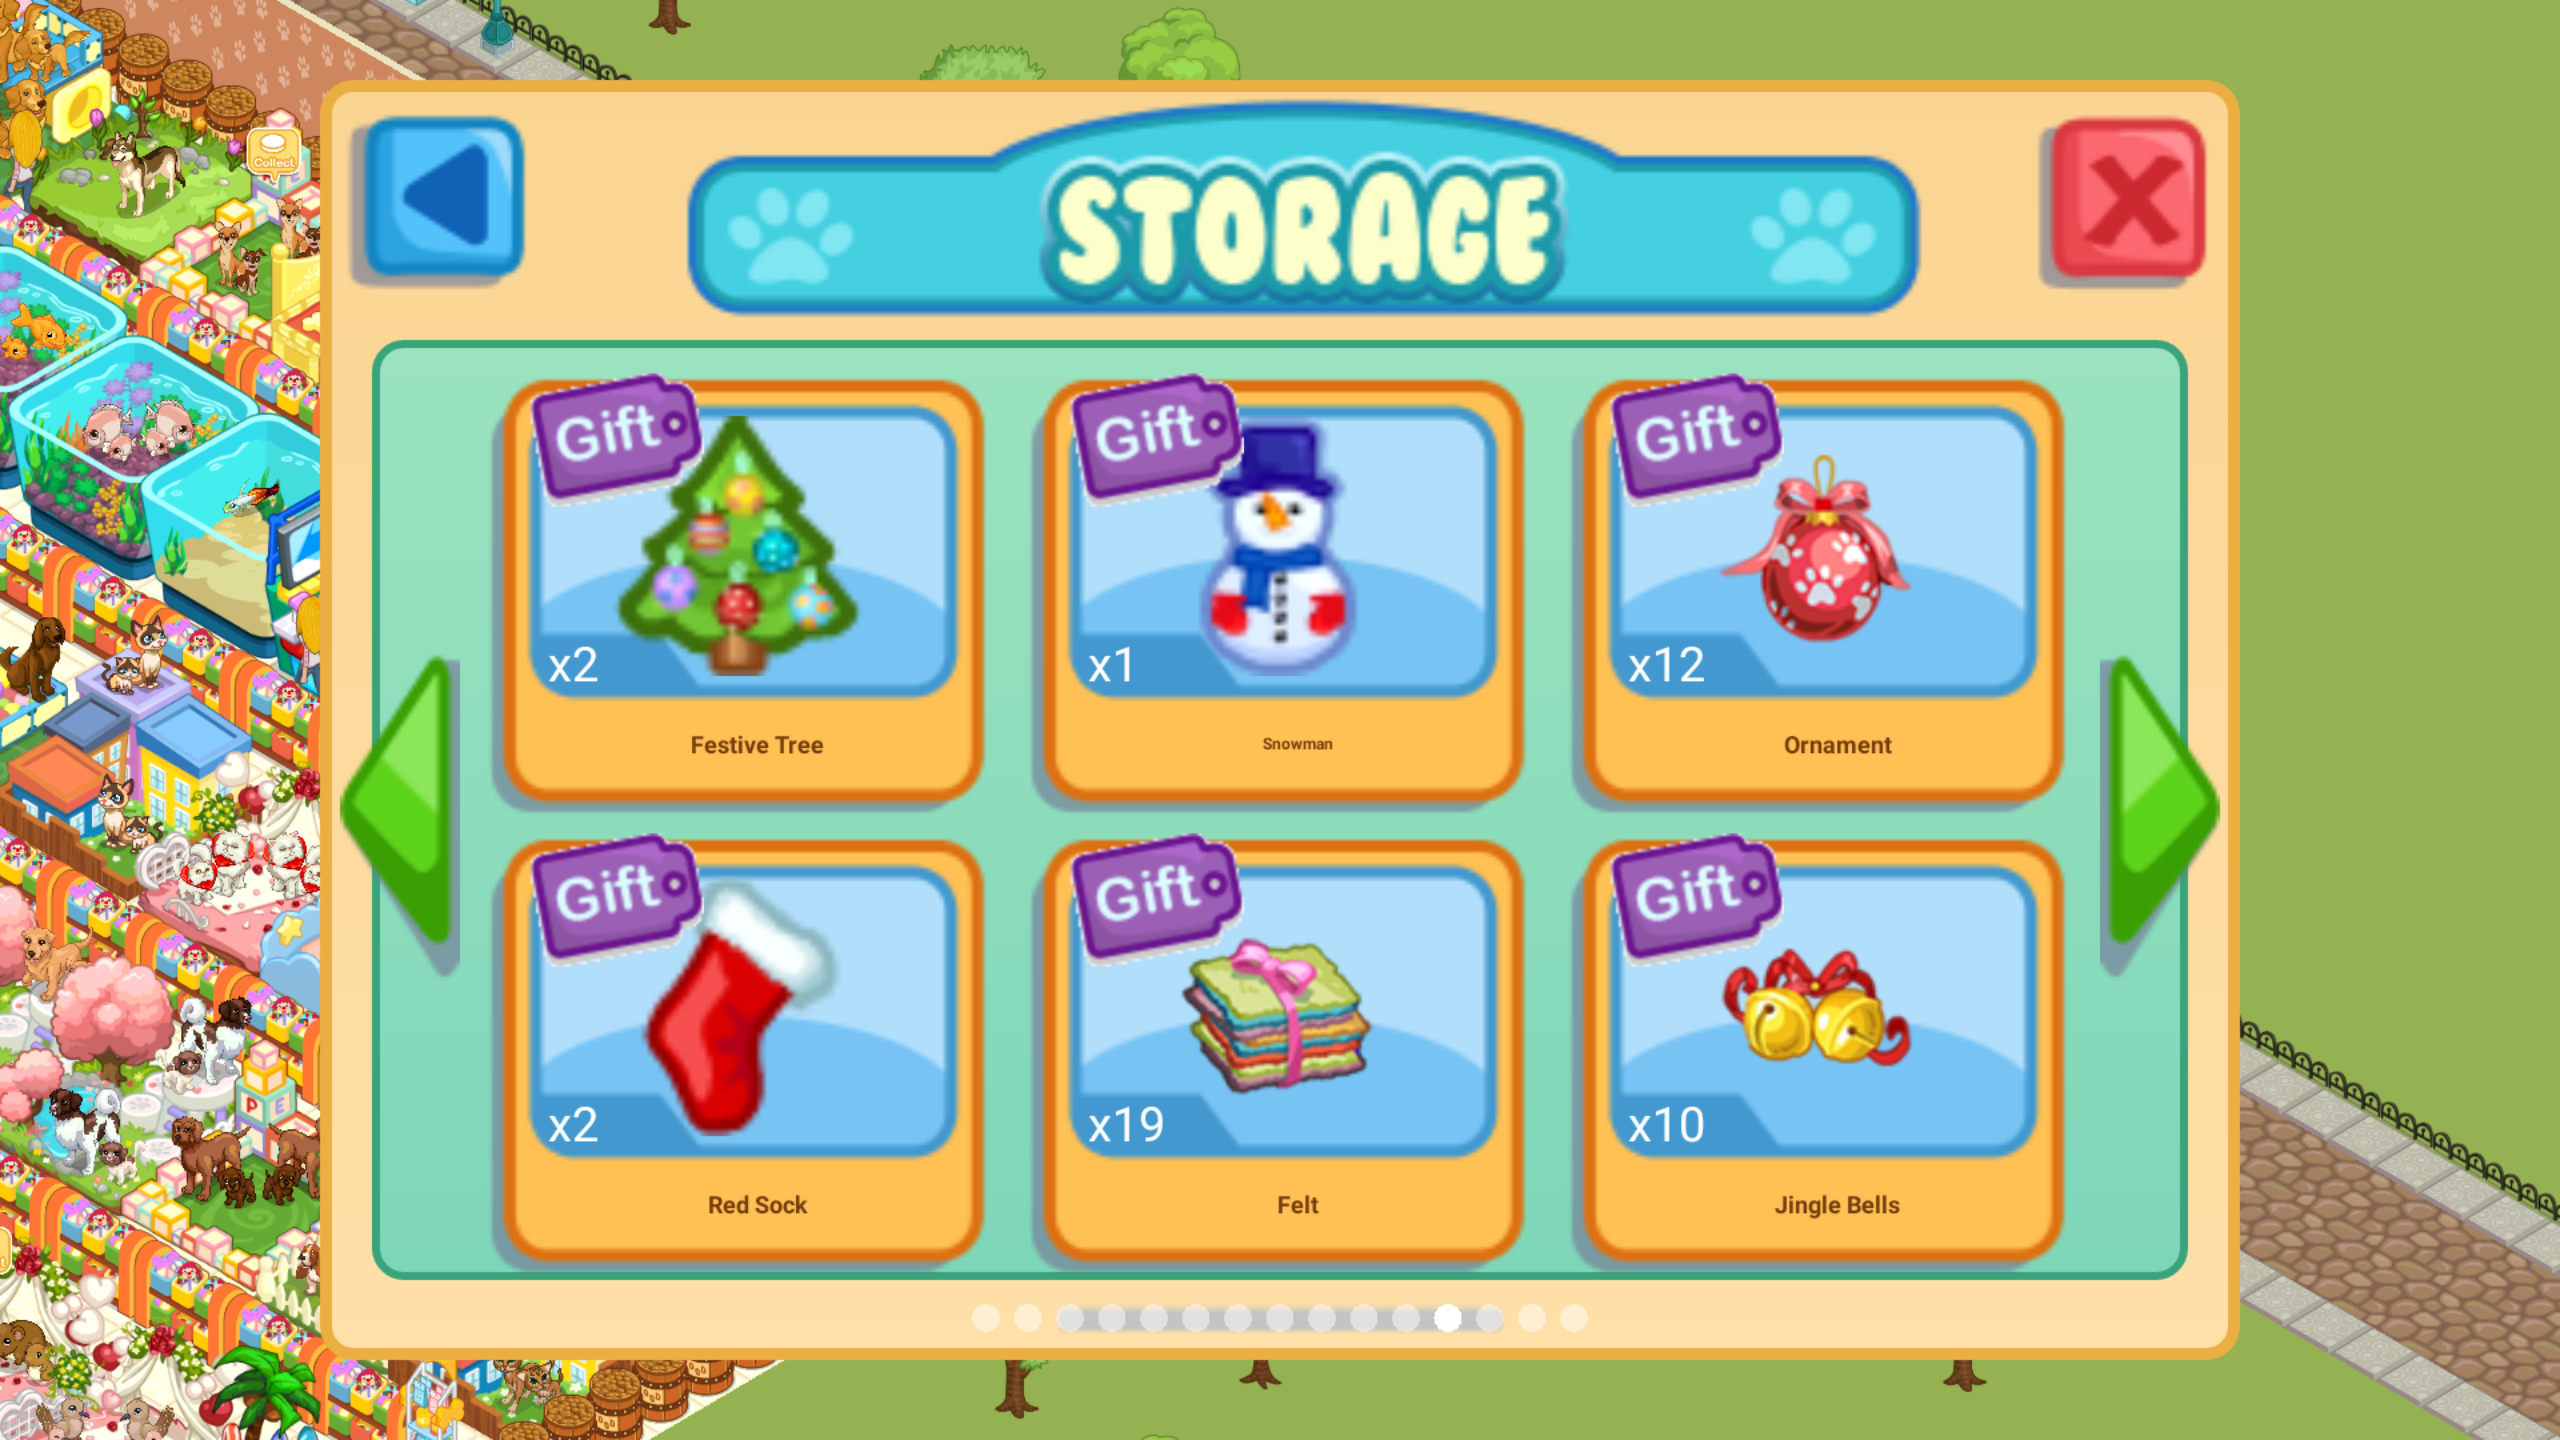 Collect
STORAGE
Gift
Gift
Gift
x2
x1
x12
Festive Tree
Snowman
Ornament
Gift
Gift
Gift
x2
x19
x10
Red Sock
Felt
Jingle Bells
P E